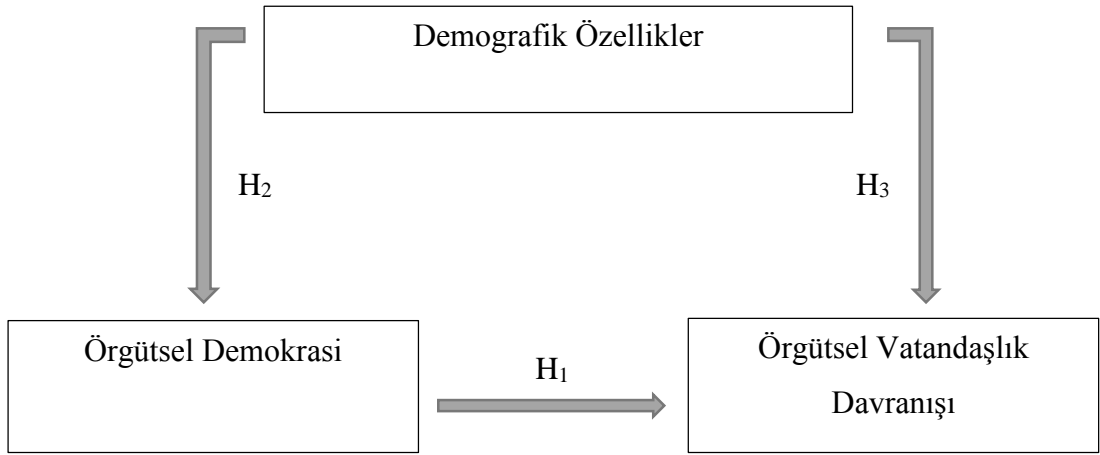 Demografik Özellikler
H₂
H₃
Örgütsel Demokrasi
H₁
Örgütsel Vatandaşlık
Davranışı